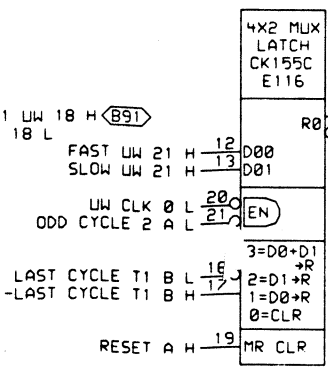 4X2 MUX
LATCH
CK155C
E116
1 UW 18 H B91
18 L
R0
FAST UW 21 H 12 D00
SLOW UW 21 H 13 D01
UW CLK 0 L 20
ODD CYCLE 2 A L 21 EN
3=D0+D1
→R
LAST CYCLE T1 B L 16 2=D1→R
-LAST CYCLE T1 B H 17 1=D0→R
0=CLR
RESET A H 19 MR CLR